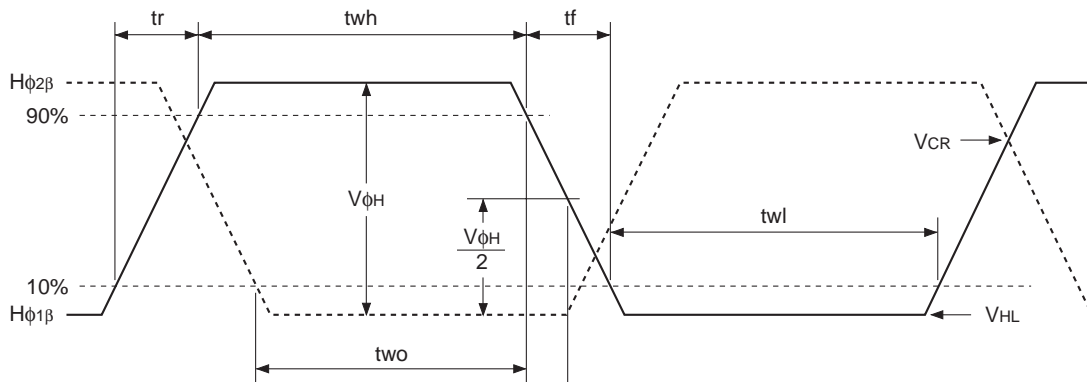 tr
twh
tf
Hϕ2β
90%
VCR
VϕH
VϕH
2
twl
10%
Hϕ1β
VHL
two